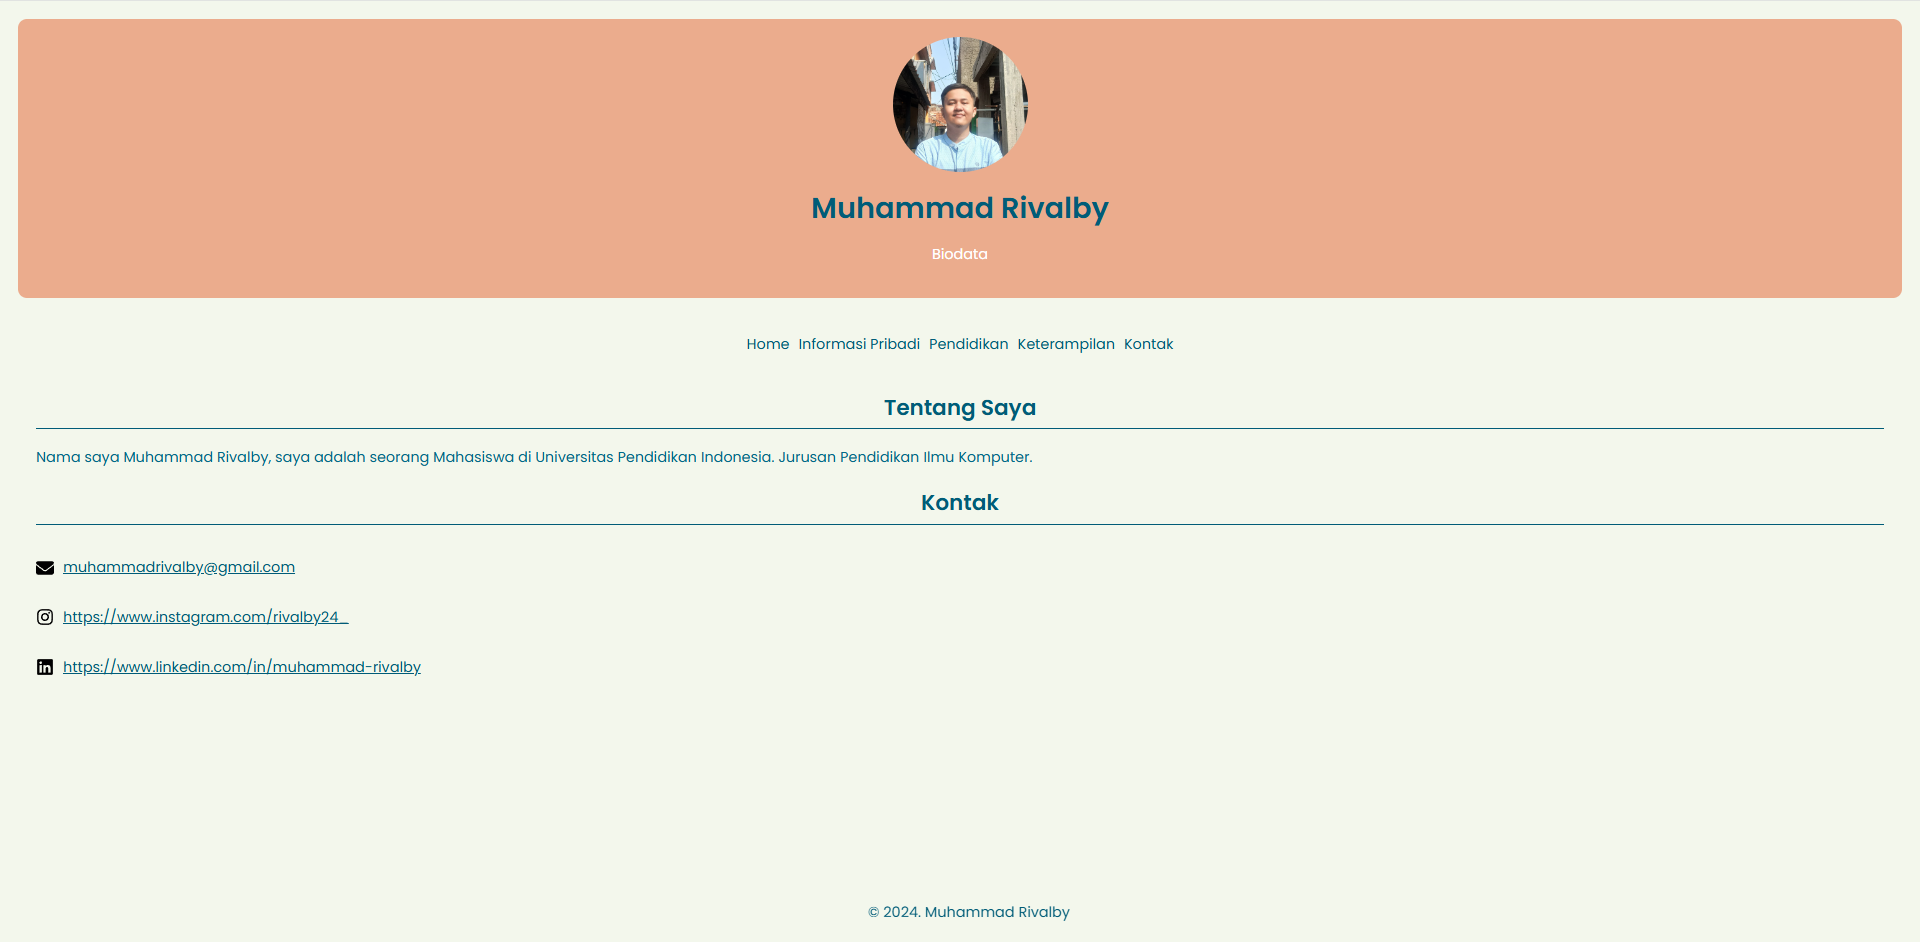 Muhammad Rivalby
Biodata
Home Informasi Pribadi Pendidikan Keterampilan Kontak
Tentang Saya
Nama saya Muhammad Rivalby, saya adalah seorang Mahasiswa di Universitas Pendidikan Indonesia. Jurusan Pendidikan Ilmu Komputer.
Kontak
muhammadrivalby@gmail.com
https://www.instagram.com/rivalby24_
https://www.linkedin.com/in/muhammad-rivalby
© 2024. Muhammad Rivalby